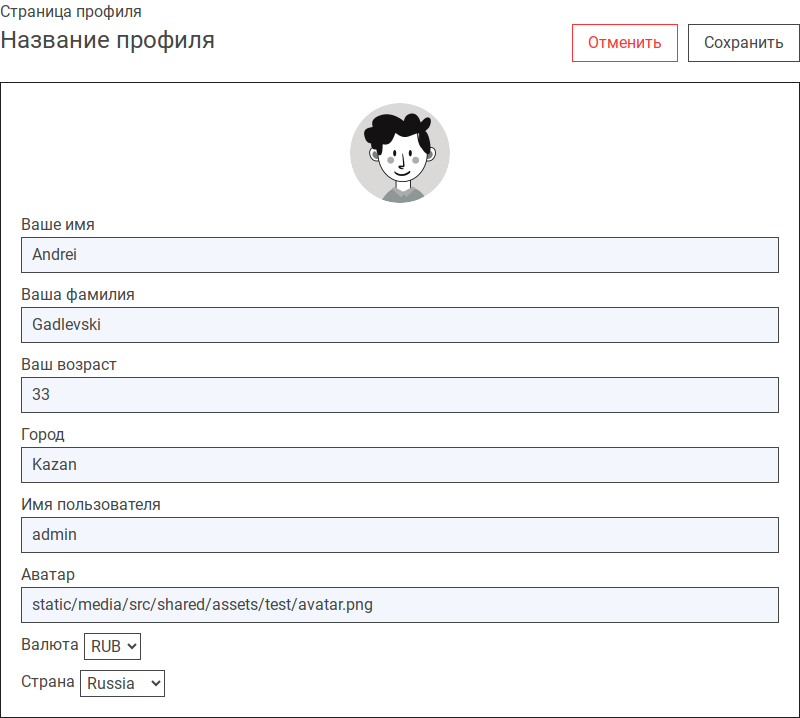 Страница профиля
Название профиля
Отменить
Сохранить
Ваше имя
Andrei
Ваша фамилия
Gadlevski
Ваш возраст
33
Город
Kazan
Имя пользователя
admin
Аватар
static/media/src/shared/assets/test/avatar.png
Валюта RUB
Страна Russia